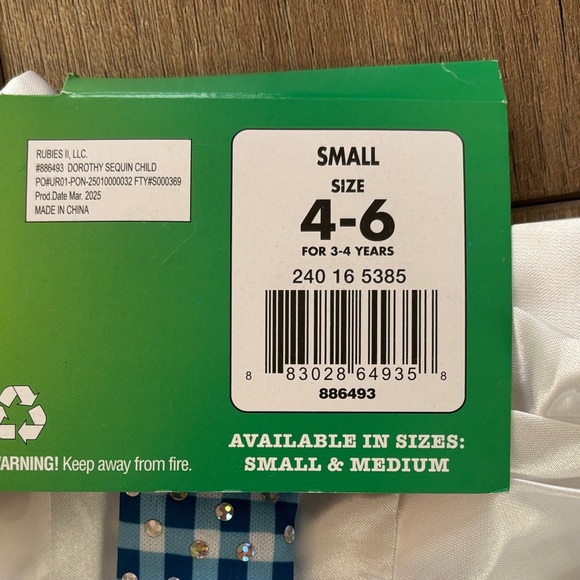 RUBIES II, LLC.
#886493 DOROTHY SEQUIN CHILD
PO#UR01-PON-25010000032 FTY#S000369
Prod.Date Mar. 2025
MADE IN CHINA
SMALL
SIZE
4-6
FOR 3-4 YEARS
240 16 5385
8 83028 64935 8
886493
AVAILABLE IN SIZES:
SMALL & MEDIUM
WARNING! Keep away from fire.